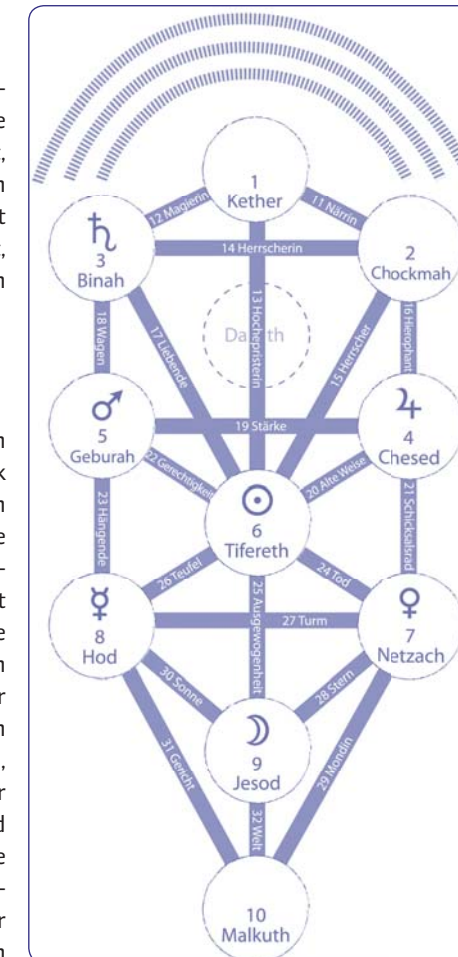 1
Kether
12 Magierin
11 Närrin
♄
3
Binah
14 Herrscherin
2
Chockmah
13 Hochepristerin
18 Wagen
17 Liebende
15 Herrscher
16 Hierophant
♂
5
Geburah
19 Stärke
♃
4
Chesed
22 Gerechtigkeit
20 Alte Weise
☉
6
Tifereth
23 Hängende
21 Schicksalsrad
26 Teufel
24 Tod
25 Ausgewogenheit
☿
8
Hod
27 Turm
♀
7
Netzach
30 Sonne
28 Stern
☽
9
Jesod
31 Gericht
29 Mondin
32 Welt
10
Malkuth